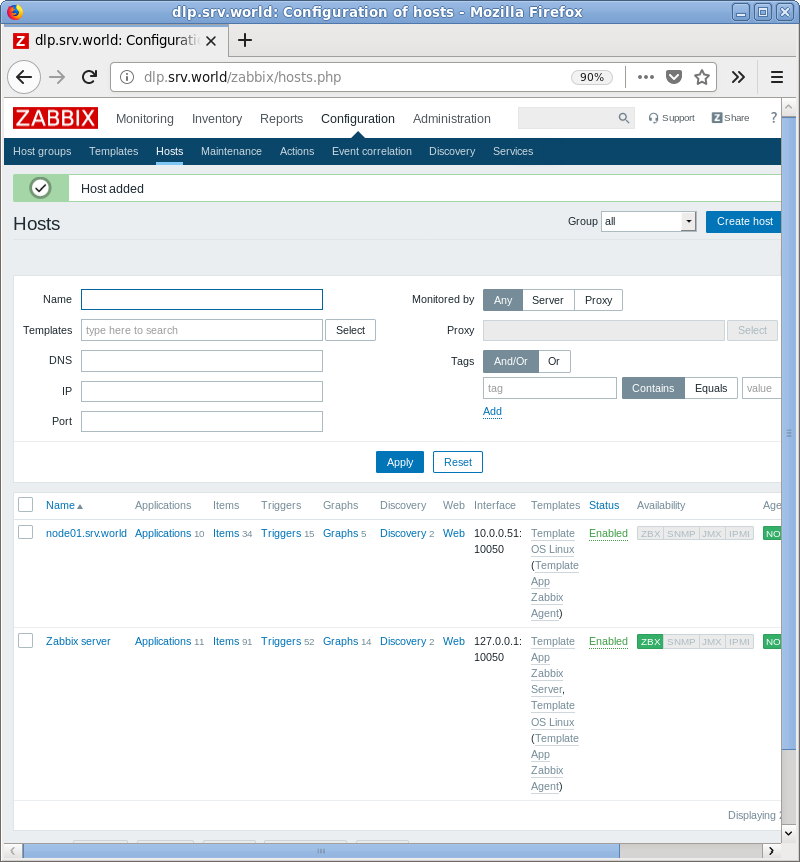 dlp.srv.world: Configuration of hosts - Mozilla Firefox
dlp.srv.world: Configurati
dlp.srv.world/zabbix/hosts.php 90%
ZABBIX Monitoring Inventory Reports Configuration Administration Support Z Share ?
Host groups Templates Hosts Maintenance Actions Event correlation Discovery Services
Host added
Hosts Group all Create host
Name Monitored by Any Server Proxy
Templates type here to search Select Proxy Select
DNS Tags And/Or Or
IP tag Contains Equals value
Add
Port
Apply Reset
Name Applications Items Triggers Graphs Discovery Web Interface Templates Status Availability Age
node01.srv.world Applications 10 Items 34 Triggers 15 Graphs 5 Discovery 2 Web 10.0.0.51: Template Enabled ZBX SNMP JMX IPMI NO
10050 OS Linux
(Template
App
Zabbix
Agent)
Zabbix server Applications 11 Items 91 Triggers 52 Graphs 14 Discovery 2 Web 127.0.0.1: Template Enabled ZBX SNMP JMX IPMI NO
10050 App
Zabbix
Server,
Template
OS Linux
(Template
App
Zabbix
Agent)
Displaying